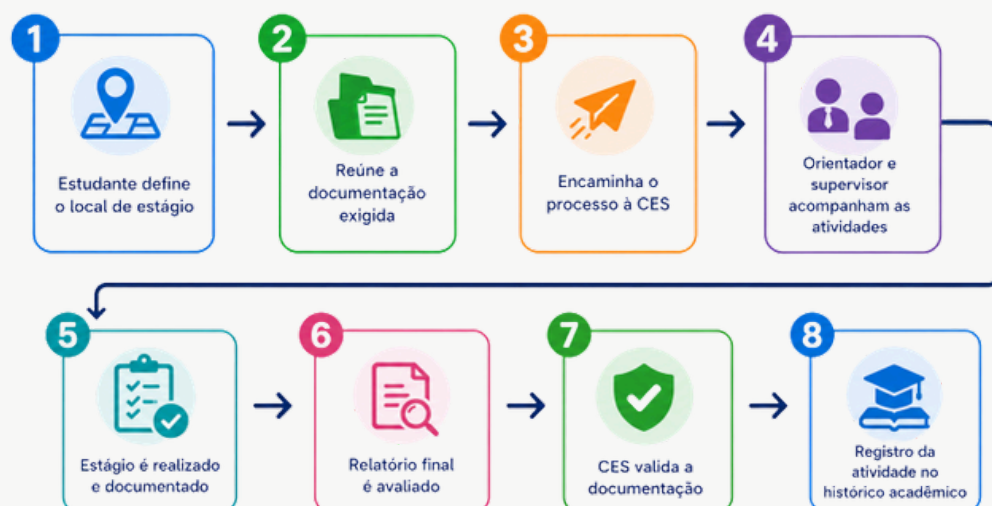 1
Estudante define
o local de estágio
2
Reúne a
documentação
exigida
3
Encaminha o
processo à CES
4
Orientador e
supervisor
acompanham as
atividades
5
Estágio é realizado
e documentado
6
Relatório final
é avaliado
7
CES valida a
documentação
8
Registro da
atividade no
histórico acadêmico